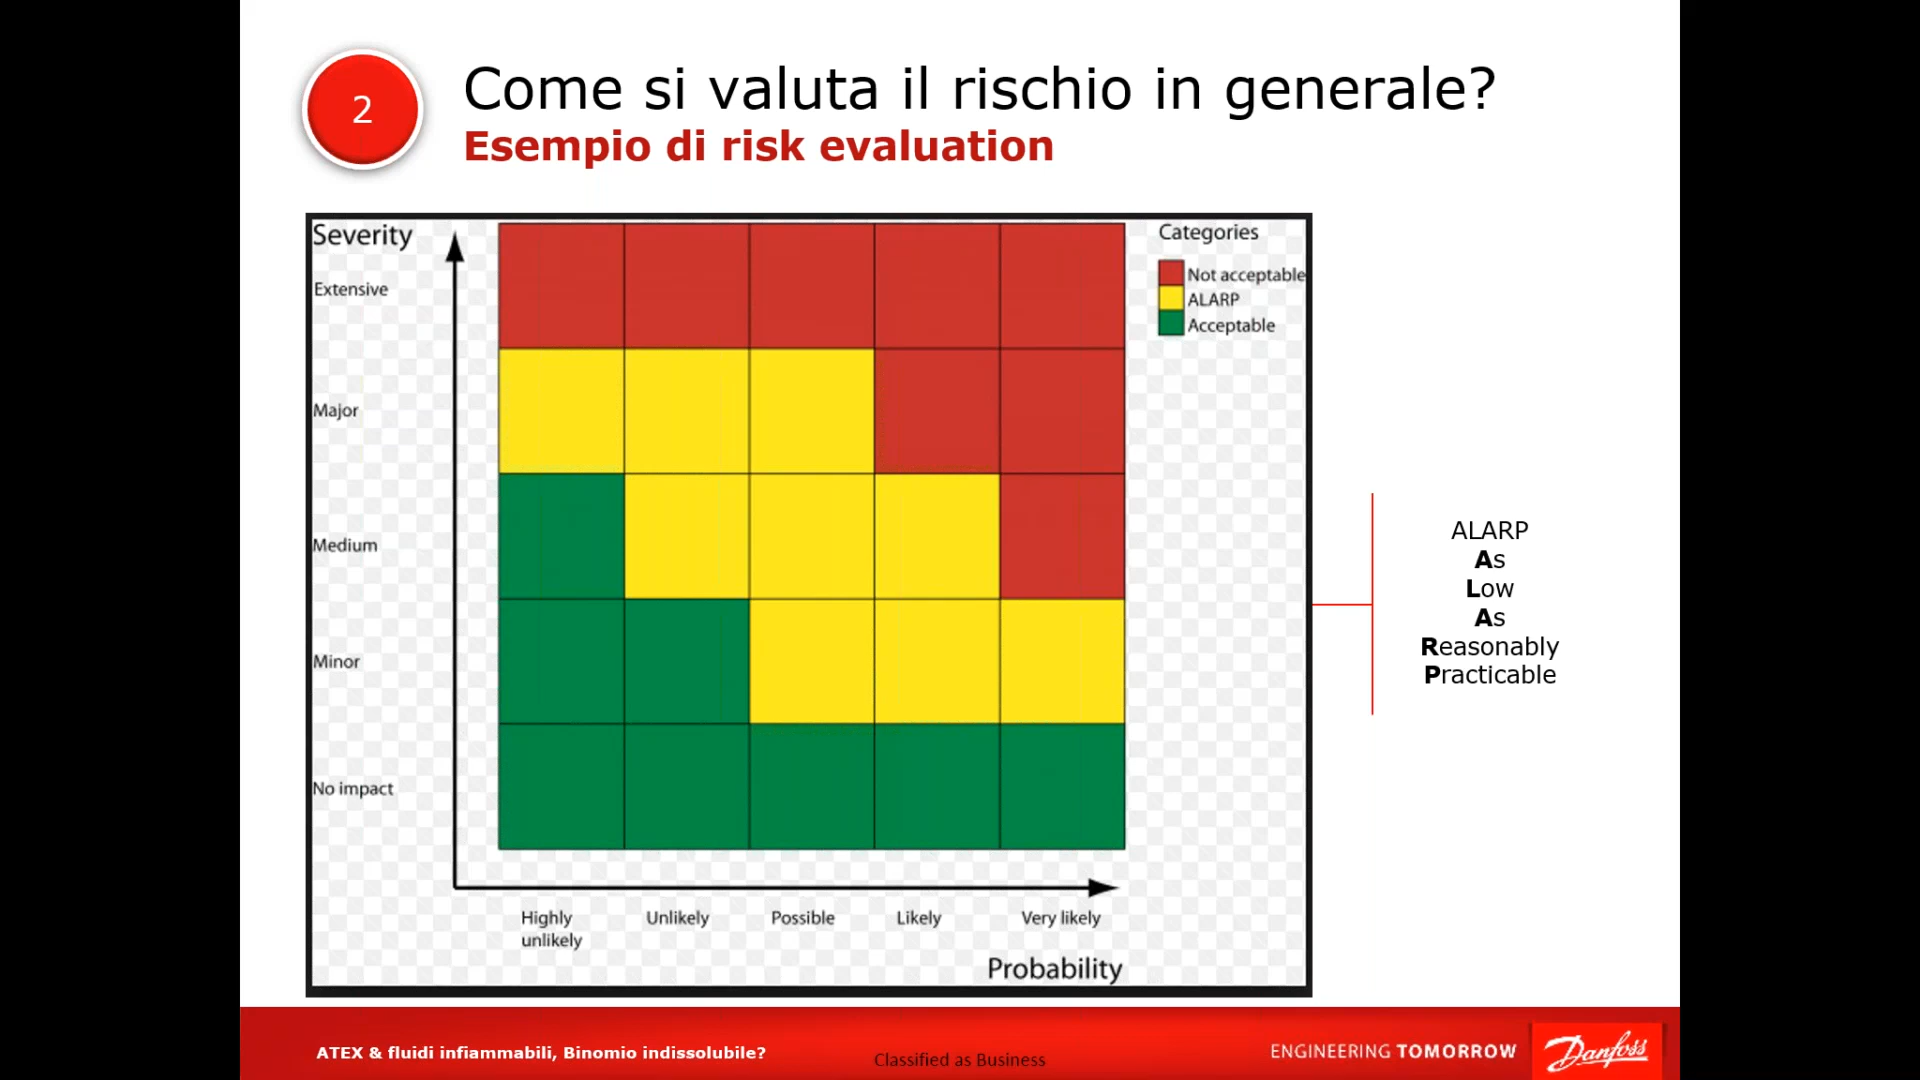 2
Come si valuta il rischio in generale?
Esempio di risk evaluation
Severity
Extensive
Major
Medium
Minor
No impact
Highly
unlikely
Unlikely
Possible
Likely
Very likely
Probability
Categories
Not acceptable
ALARP
Acceptable
ALARP
As
Low
As
Reasonably
Practicable
ATEX & fluidi infiammabili, Binomio indissolubile?
Classified as Business
ENGINEERING TOMORROW
Danfoss